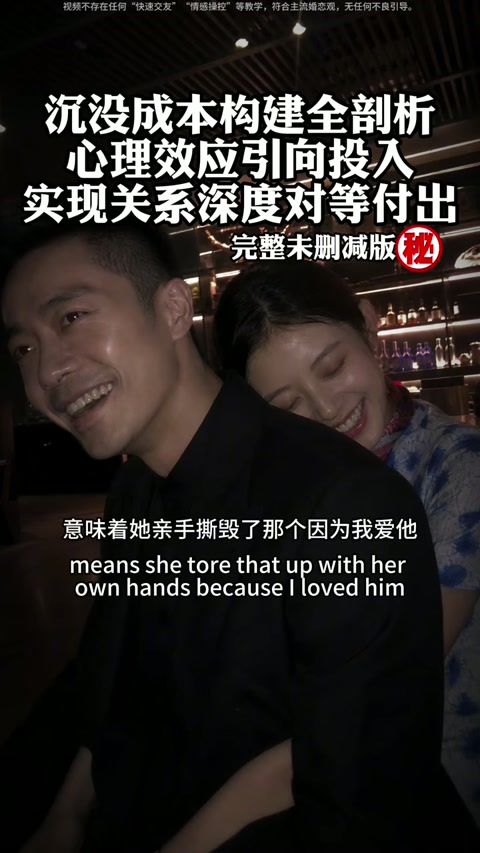 视频不存在任何“快速交友”“情感操控”等教学，符合主流婚恋观，无任何不良引导。
沉没成本构建全剖析
心理效应引向投入
实现关系深度对等付出
完整未删减版 秘
意味着她亲手撕毁了那个因为我爱他
means she tore that up with her
own hands because I loved him